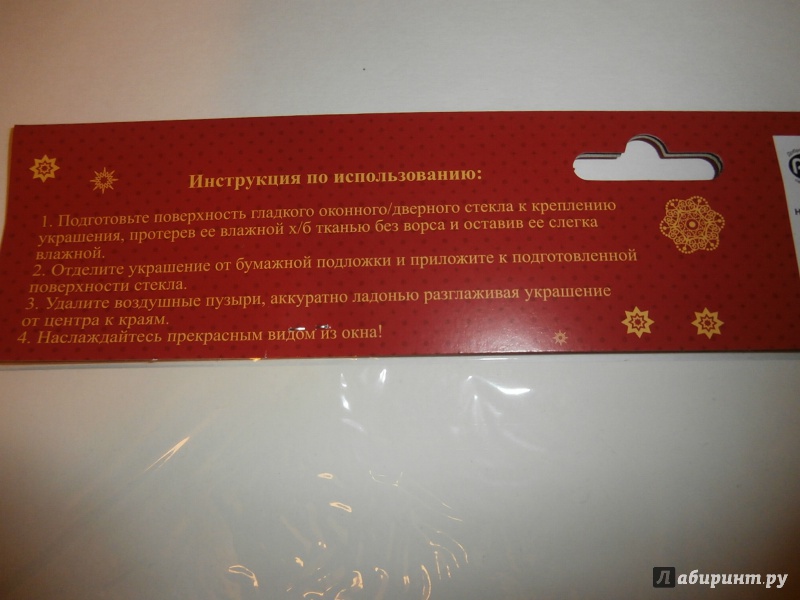 Инструкция по использованию:
1. Подготовьте поверхность гладкого оконного/дверного стекла к креплению
украшения, протерев ее влажной х/б тканью без ворса и оставив ее слегка
влажной.
2. Отделите украшение от бумажной подложки и приложите к подготовленной
поверхности стекла.
3. Удалите воздушные пузыри, аккуратно ладонью разглаживая украшение
от центра к краям.
4. Наслаждайтесь прекрасным видом из окна!
Лабиринт.ру